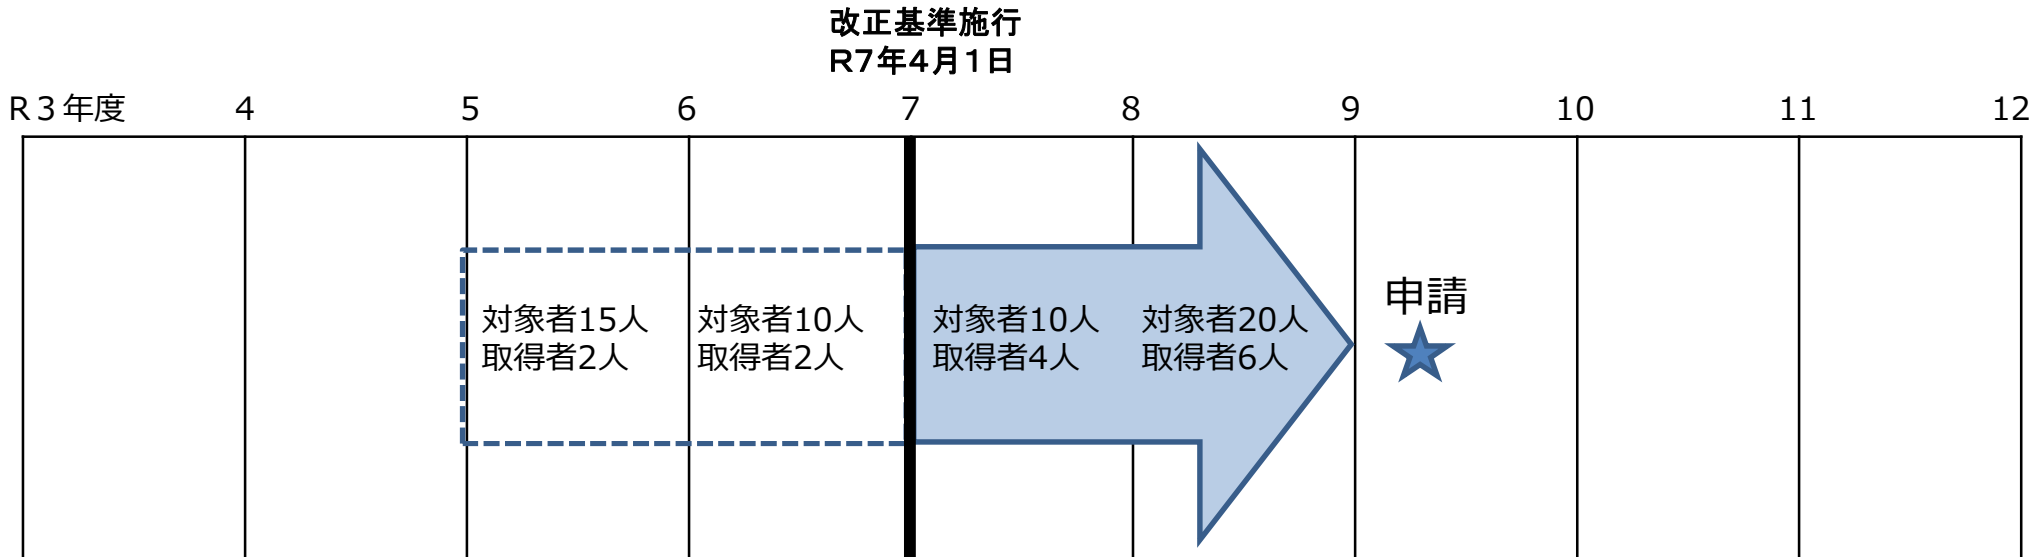 改正基準施行
R7年4月1日
R３年度 4 5 6 7 8 9 10 11 12
対象者15人 対象者10人 対象者10人 対象者20人
取得者2人 取得者2人 取得者4人 取得者6人
申請